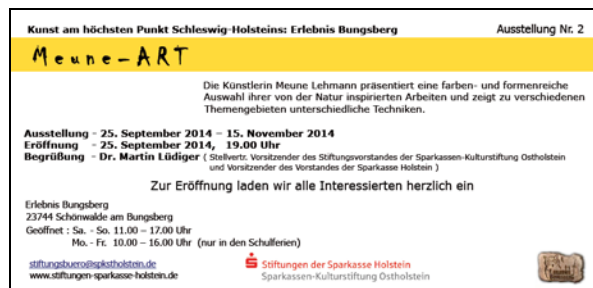 Kunst am höchsten Punkt Schleswig-Holsteins: Erlebnis Bungsberg
Ausstellung Nr. 2
Meune-ART
Die Künstlerin Meune Lehmann präsentiert eine farben- und formenreiche
Auswahl ihrer von der Natur inspirierten Arbeiten und zeigt zu verschiedenen
Themengebieten unterschiedliche Techniken.
Ausstellung - 25. September 2014 – 15. November 2014
Eröffnung - 25. September 2014, 19.00 Uhr
Begrüßung - Dr. Martin Lüdiger ( Stellvertr. Vorsitzender des Stiftungsvorstandes der Sparkassen-Kulturstiftung Ostholstein
und Vorsitzender des Vorstandes der Sparkasse Holstein )
Zur Eröffnung laden wir alle Interessierten herzlich ein
Erlebnis Bungsberg
23744 Schönwalde am Bungsberg
Geöffnet : Sa. - So. 11.00 – 17.00 Uhr
Mo. - Fr. 10.00 – 16.00 Uhr (nur in den Schulferien)
stiftungsbuero@spkstholstein.de
www.stiftungen-sparkasse-holstein.de
Stiftungen der Sparkasse Holstein
Sparkassen-Kulturstiftung Ostholstein